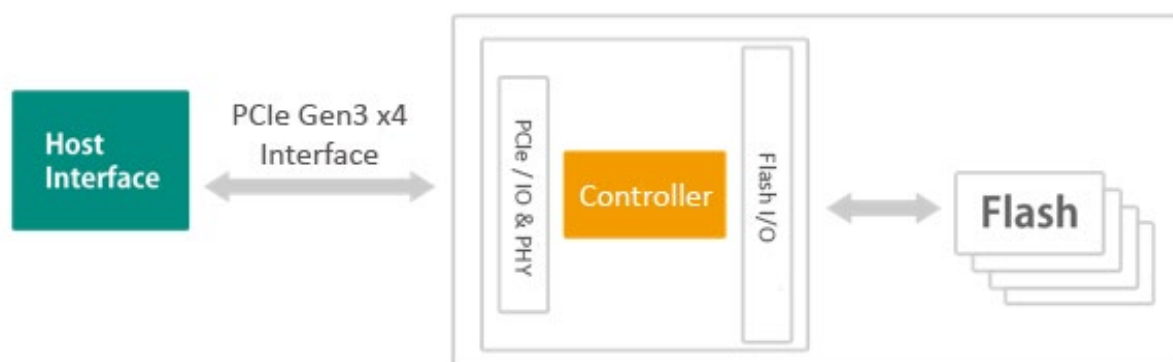 Host
Interface
PCIe Gen3 x4
Interface
PCIe / IO & PHY
Controller
Flash I/O
Flash